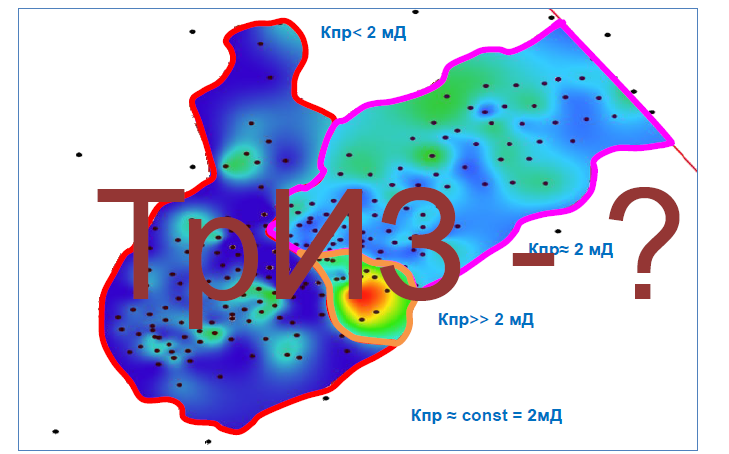 Кпр< 2 мД
ТрИЗ - ?
Кпр≈ 2 мД
Кпр>> 2 мД
Кпр ≈ const = 2мД